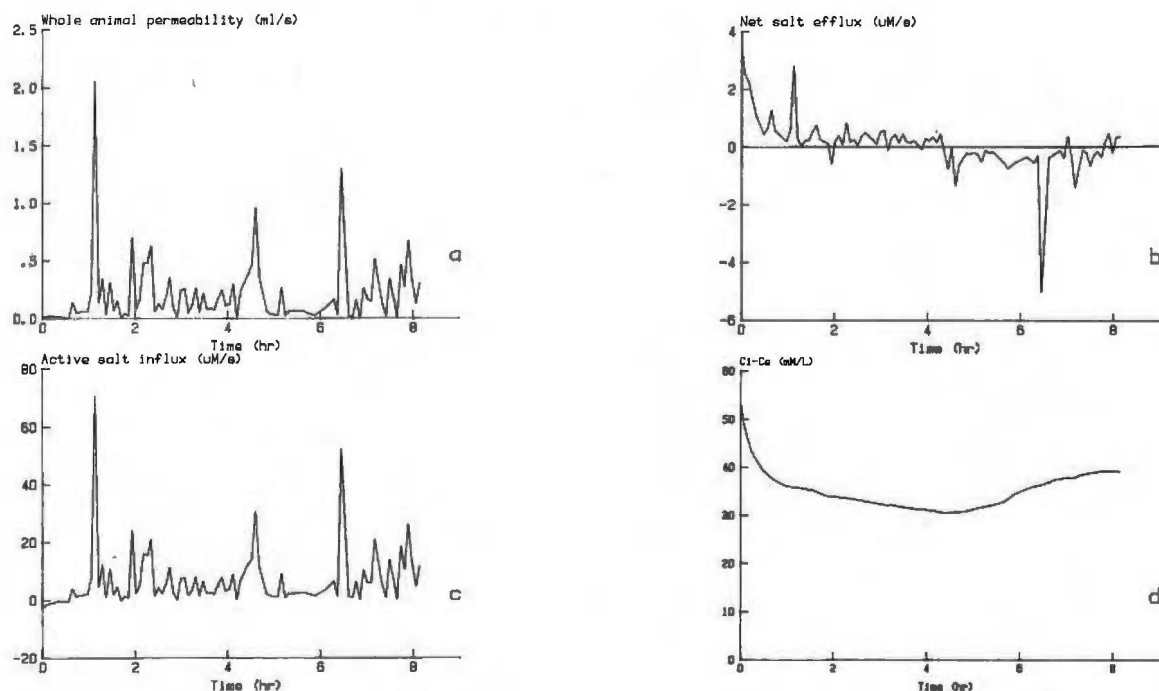 Whole animal permeability (ml/s)
2.5
2.0
1.5
1.0
.5
0.0
0 2 4 6 8
Time (hr)
a
Net salt efflux (uM/s)
4
2
0
-2
-4
-6
0 2 4 6 8
Time (hr)
b
Active salt influx (uM/s)
80
60
40
20
0
-20
0 2 4 6 8
Time (hr)
c
Ci-Ce (mM/L)
60
50
40
30
20
10
0
0 2 4 6 8
Time (hr)
d